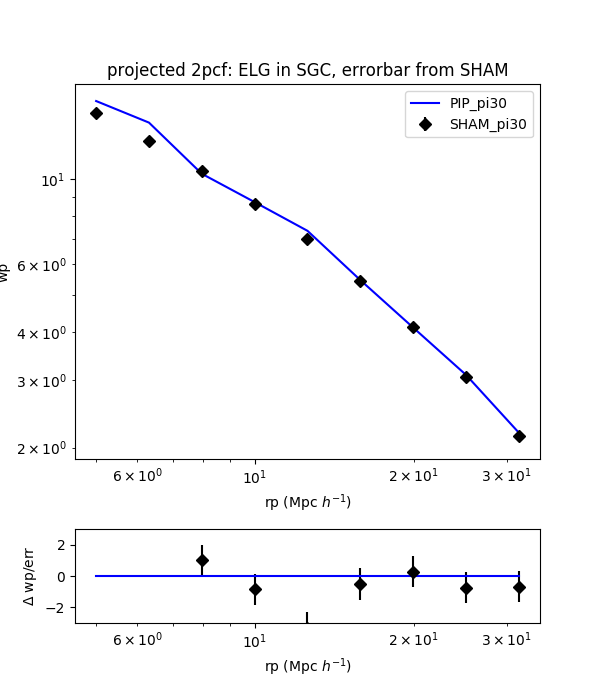 projected 2pcf: ELG in SGC, errorbar from SHAM
PIP_pi30
SHAM_pi30
10¹
6 × 10⁰
4 × 10⁰
3 × 10⁰
2 × 10⁰
wp
6 × 10⁰
10¹
2 × 10¹
3 × 10¹
rp (Mpc h⁻¹)
2
0
−2
Δ wp/err
6 × 10⁰
10¹
2 × 10¹
3 × 10¹
rp (Mpc h⁻¹)